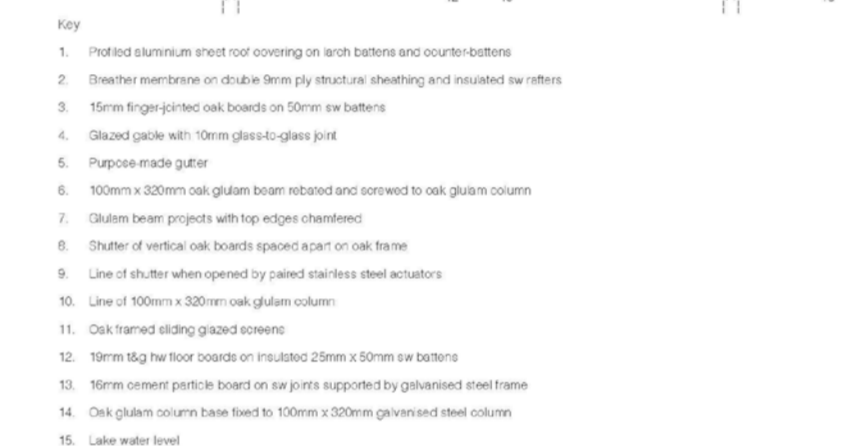 Key
1. Profiled aluminium sheet roof covering on larch battens and counter-battens
2. Breather membrane on double 9mm ply structural sheathing and insulated sw rafters
3. 15mm finger-jointed oak boards on 50mm sw battens
4. Glazed gable with 10mm glass-to-glass joint
5. Purpose-made gutter
6. 100mm x 320mm oak glulam beam rebated and screwed to oak glulam column
7. Glulam beam projects with top edges chamfered
8. Shutter of vertical oak boards spaced apart on oak frame
9. Line of shutter when opened by paired stainless steel actuators
10. Line of 100mm x 320mm oak glulam column
11. Oak framed sliding glazed screens
12. 19mm t&g hw floor boards on insulated 25mm x 50mm sw battens
13. 16mm cement particle board on sw joints supported by galvanised steel frame
14. Oak glulam column base fixed to 100mm x 320mm galvanised steel column
15. Lake water level